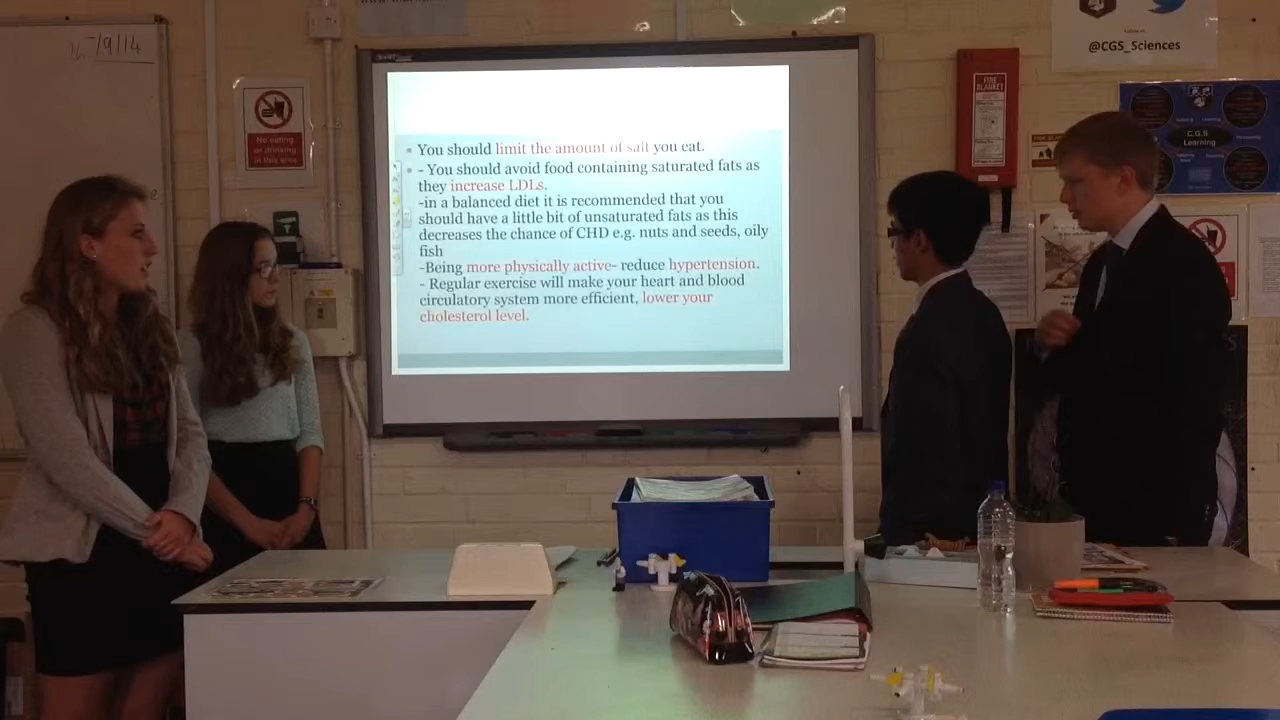 16/9/14
No eating
or drinking
in this area
You should limit the amount of salt you eat.
- You should avoid food containing saturated fats as
they increase LDLs.
-in a balanced diet it is recommended that you
should have a little bit of unsaturated fats as this
decreases the chance of CHD e.g. nuts and seeds, oily
fish
-Being more physically active- reduce hypertension.
- Regular exercise will make your heart and blood
circulatory system more efficient, lower your
cholesterol level.
@CGS_Sciences
FIRE
BLANKET
C.G.S
Learning